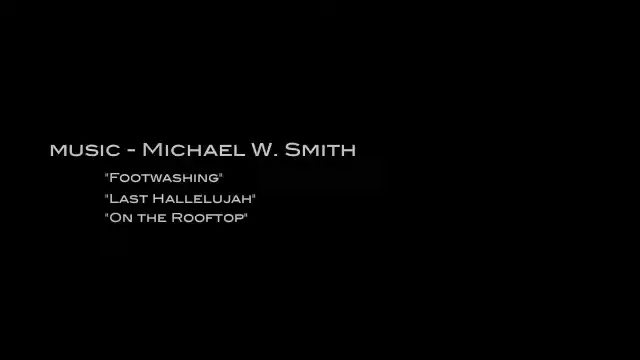 MUSIC - MICHAEL W. SMITH
"FOOTWASHING"
"LAST HALLELUJAH"
"ON THE ROOFTOP"